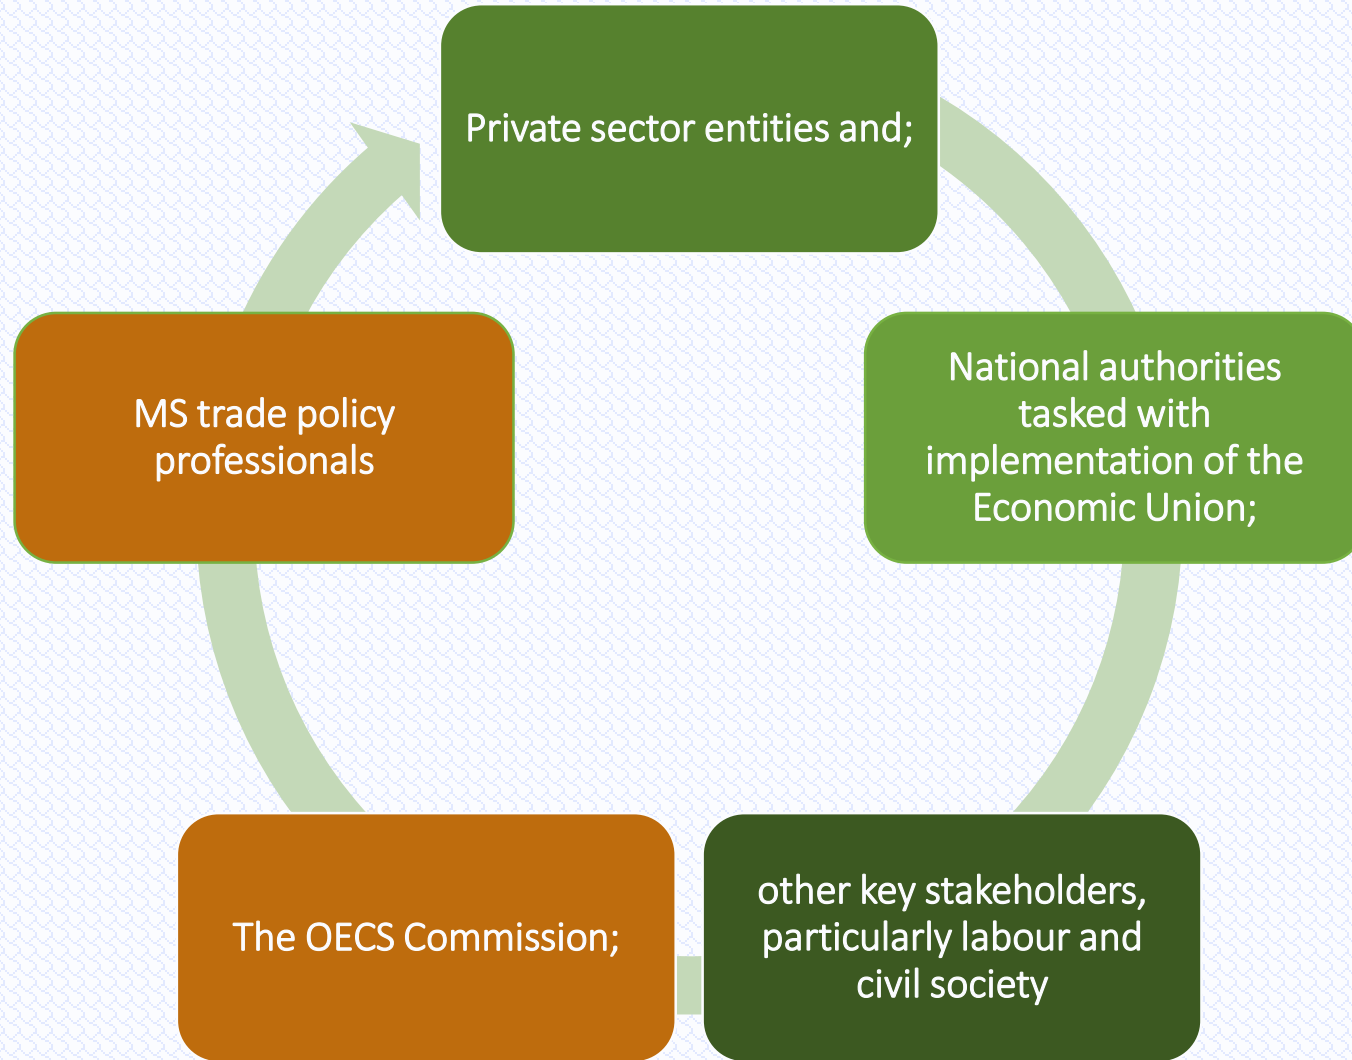 Private sector entities and;
National authorities
tasked with
implementation of the
Economic Union;
other key stakeholders,
particularly labour and
civil society
The OECS Commission;
MS trade policy
professionals